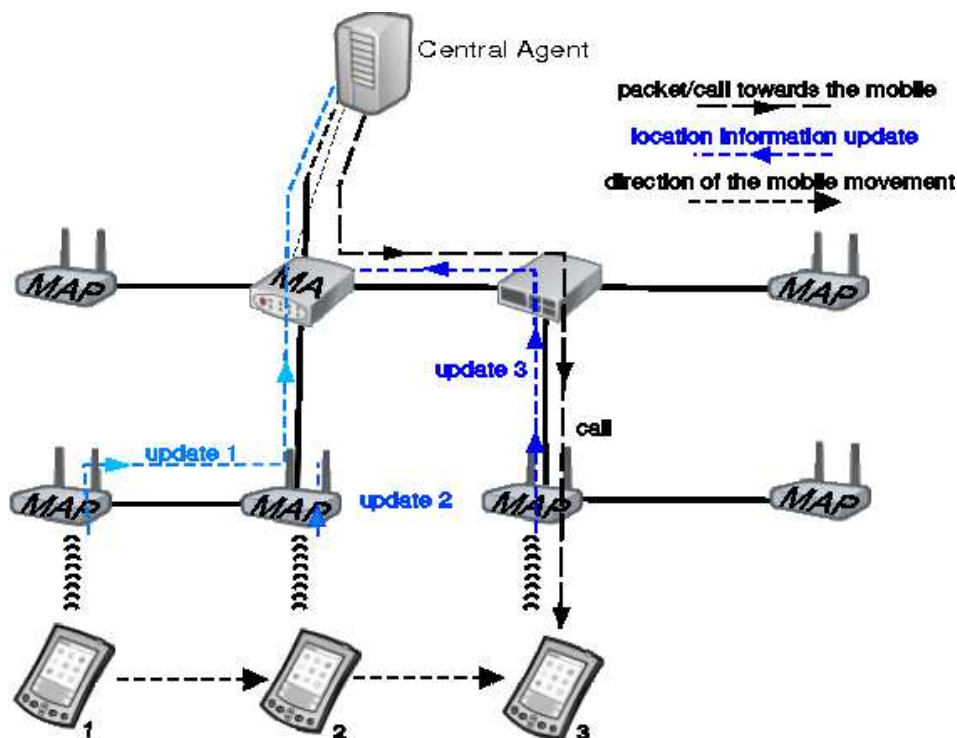 Central Agent
packet/call towards the mobile
location information update
direction of the mobile movement
MAP
MA
MAP
update 3
call
update 1
MAP
MAP
update 2
MAP
MAP
1
2
3